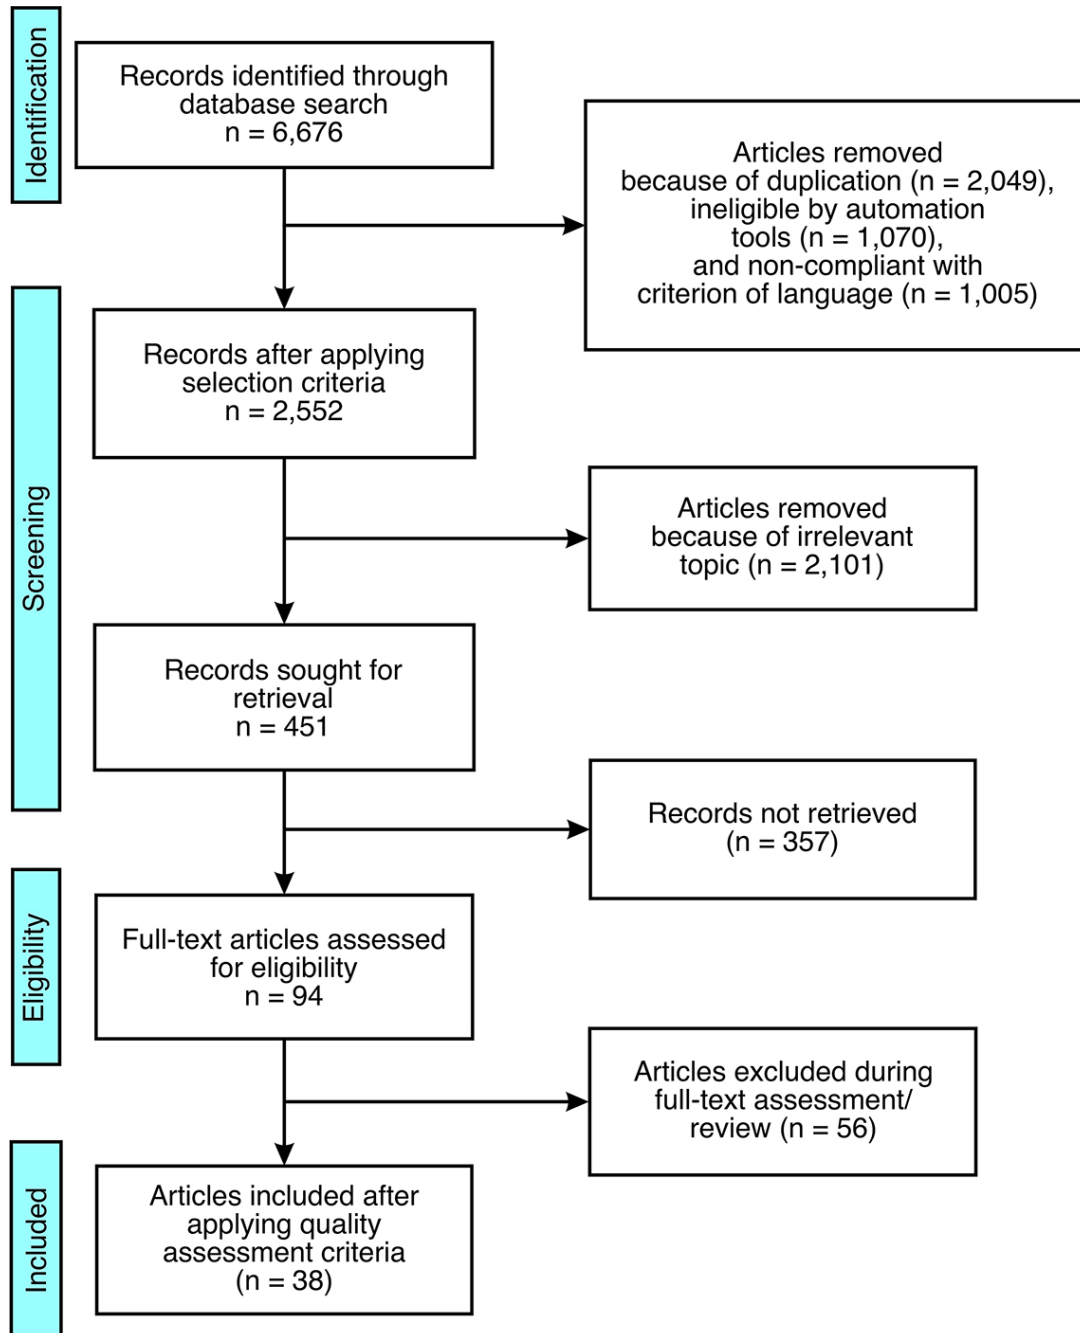 Identification
Records identified through
database search
n = 6,676
Articles removed
because of duplication (n = 2,049),
ineligible by automation
tools (n = 1,070),
and non-compliant with
criterion of language (n = 1,005)
Screening
Records after applying
selection criteria
n = 2,552
Articles removed
because of irrelevant
topic (n = 2,101)
Records sought for
retrieval
n = 451
Records not retrieved
(n = 357)
Eligibility
Full-text articles assessed
for eligibility
n = 94
Articles excluded during
full-text assessment/
review (n = 56)
Included
Articles included after
applying quality
assessment criteria
(n = 38)